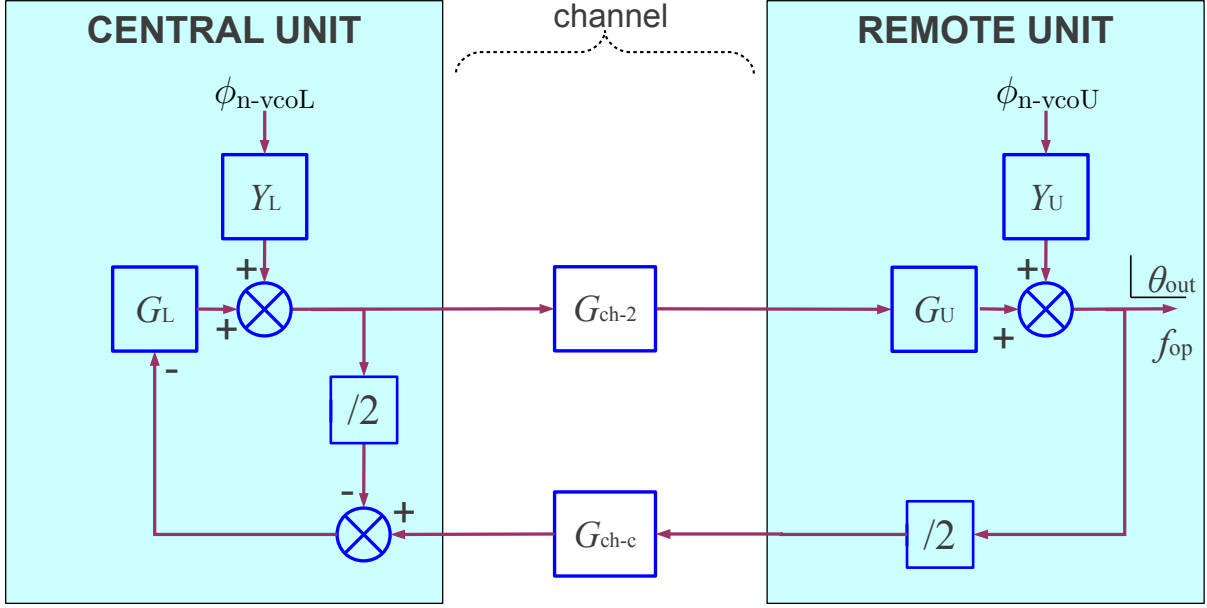 channel
CENTRAL UNIT
REMOTE UNIT
ϕn-vcoL
ϕn-vcoU
YL
YU
+
+
GL
+
-
Gch-2
GU
+
θout
fop
/2
-
+
Gch-c
/2